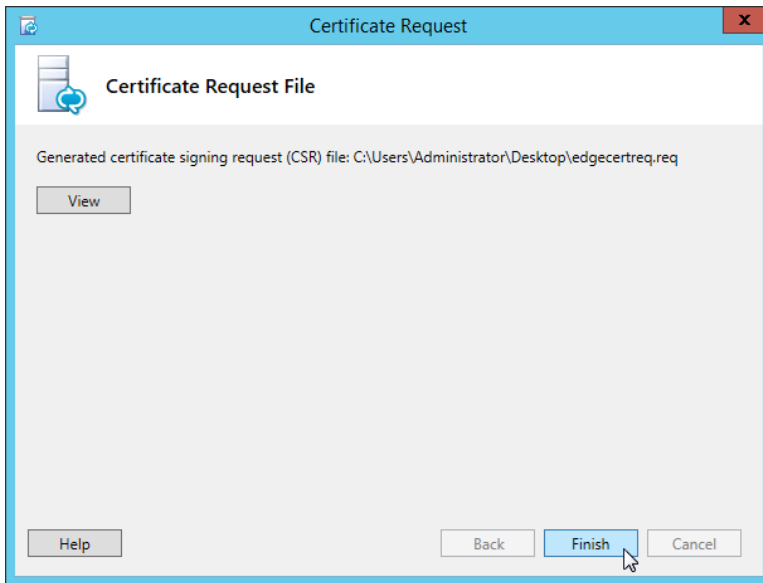 Certificate Request
x
Certificate Request File
Generated certificate signing request (CSR) file: C:\Users\Administrator\Desktop\edgecertreq.req
View
Help
Back
Finish
Cancel